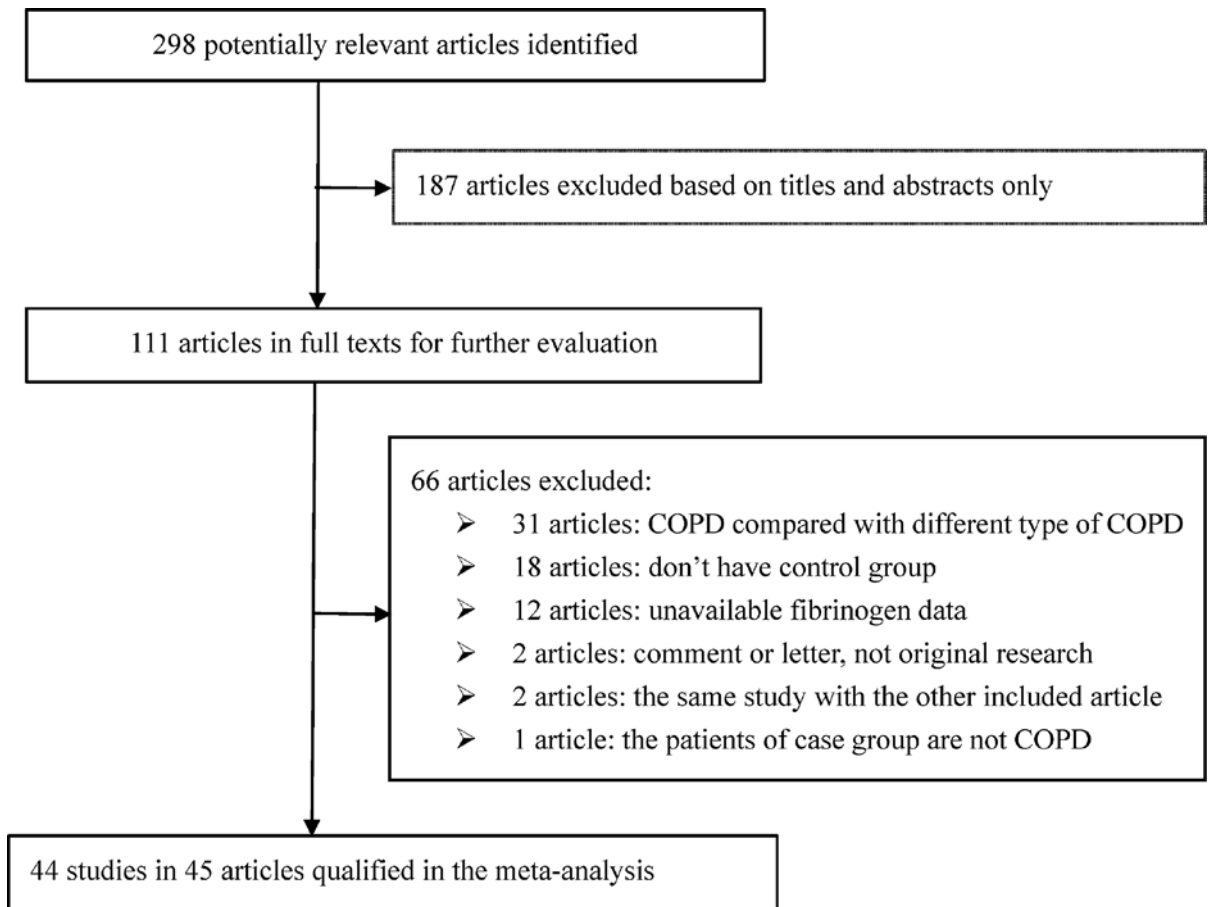 298 potentially relevant articles identified
187 articles excluded based on titles and abstracts only
111 articles in full texts for further evaluation
66 articles excluded:
➢ 31 articles: COPD compared with different type of COPD
➢ 18 articles: don’t have control group
➢ 12 articles: unavailable fibrinogen data
➢ 2 articles: comment or letter, not original research
➢ 2 articles: the same study with the other included article
➢ 1 article: the patients of case group are not COPD
44 studies in 45 articles qualified in the meta-analysis